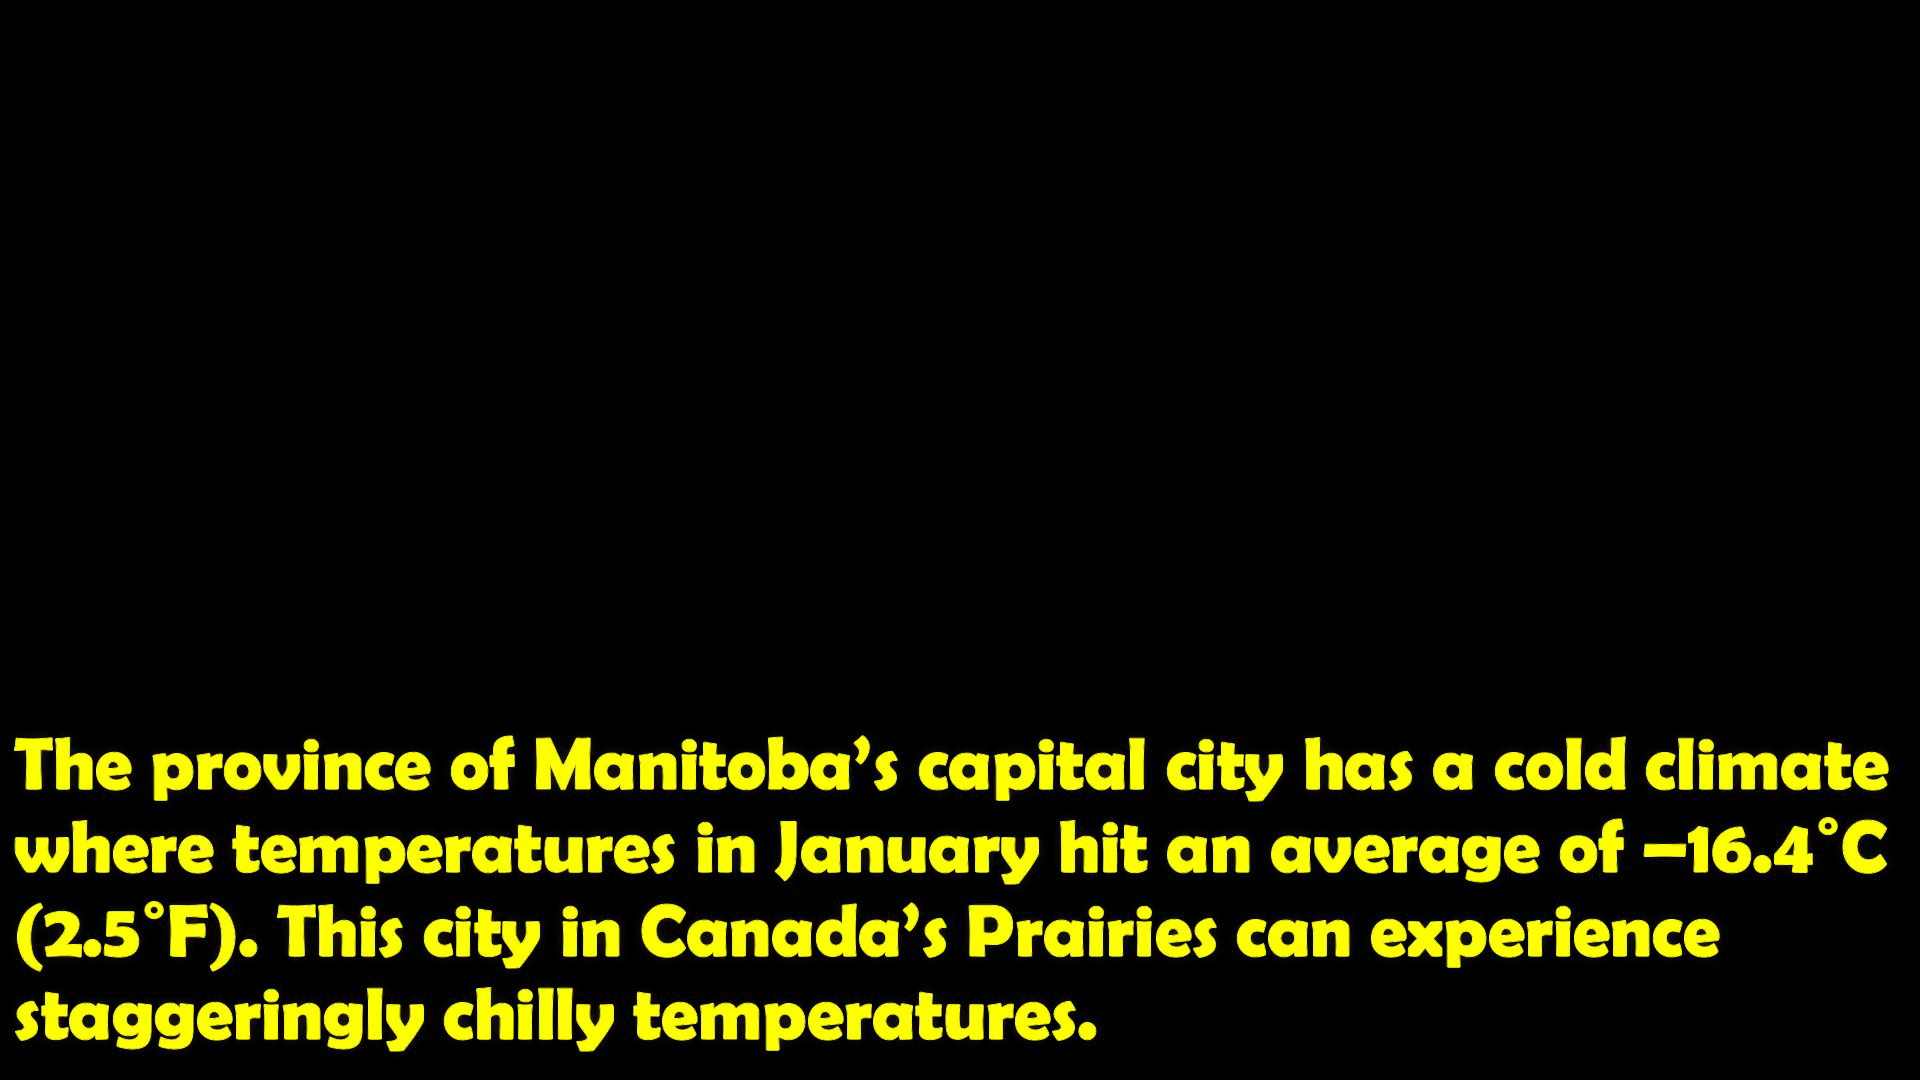 The province of Manitoba’s capital city has a cold climate
where temperatures in January hit an average of –16.4˚C
(2.5˚F). This city in Canada’s Prairies can experience
staggeringly chilly temperatures.